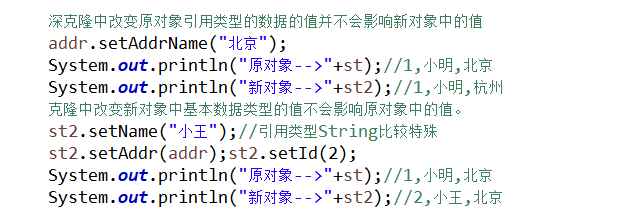 深克隆中改变原对象引用类型的数据的值并不会影响新对象中的值
addr.setAddrName("北京");
System.out.println("原对象-->"+st);//1,小明,北京
System.out.println("新对象-->"+st2);//1,小明,杭州
克隆中改变新对象中基本数据类型的值不会影响原对象中的值。
st2.setName("小王");//引用类型String比较特殊
st2.setAddr(addr);st2.setId(2);
System.out.println("原对象-->"+st);//1,小明,北京
System.out.println("新对象-->"+st2);//2,小王,北京